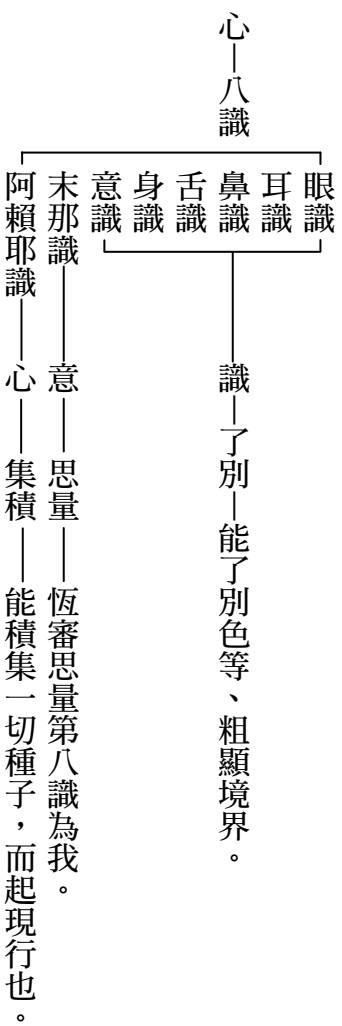 心—八識
眼識
耳識
鼻識
舌識
身識
意識
識—了別—能了別色等、粗顯境界。
末那識——意——思量——恆審思量第八識為我。
阿賴耶識——心——集積——能積集一切種子，而起現行也。